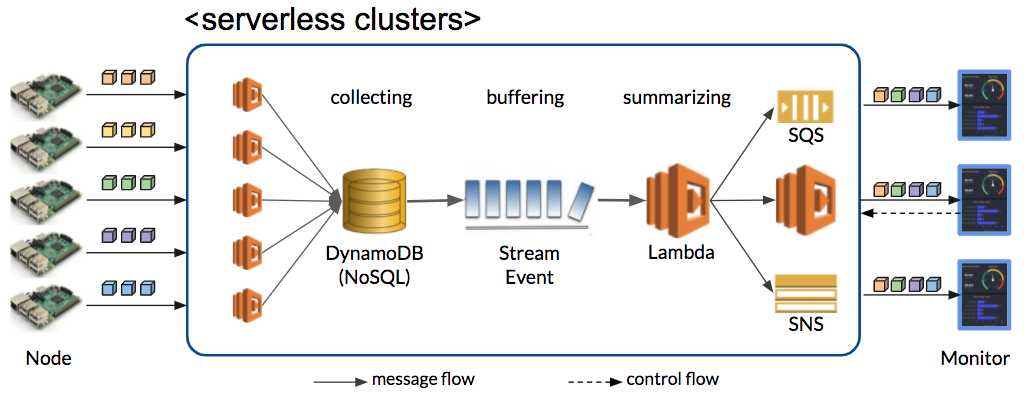 <serverless clusters>
collecting
buffering
summarizing
SQS
DynamoDB
(NoSQL)
Stream
Event
Lambda
SNS
Node
Monitor
message flow
control flow